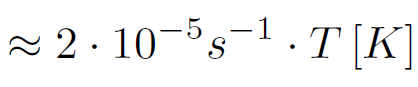 ≈ 2 · 10⁻⁵s⁻¹ · T [K]